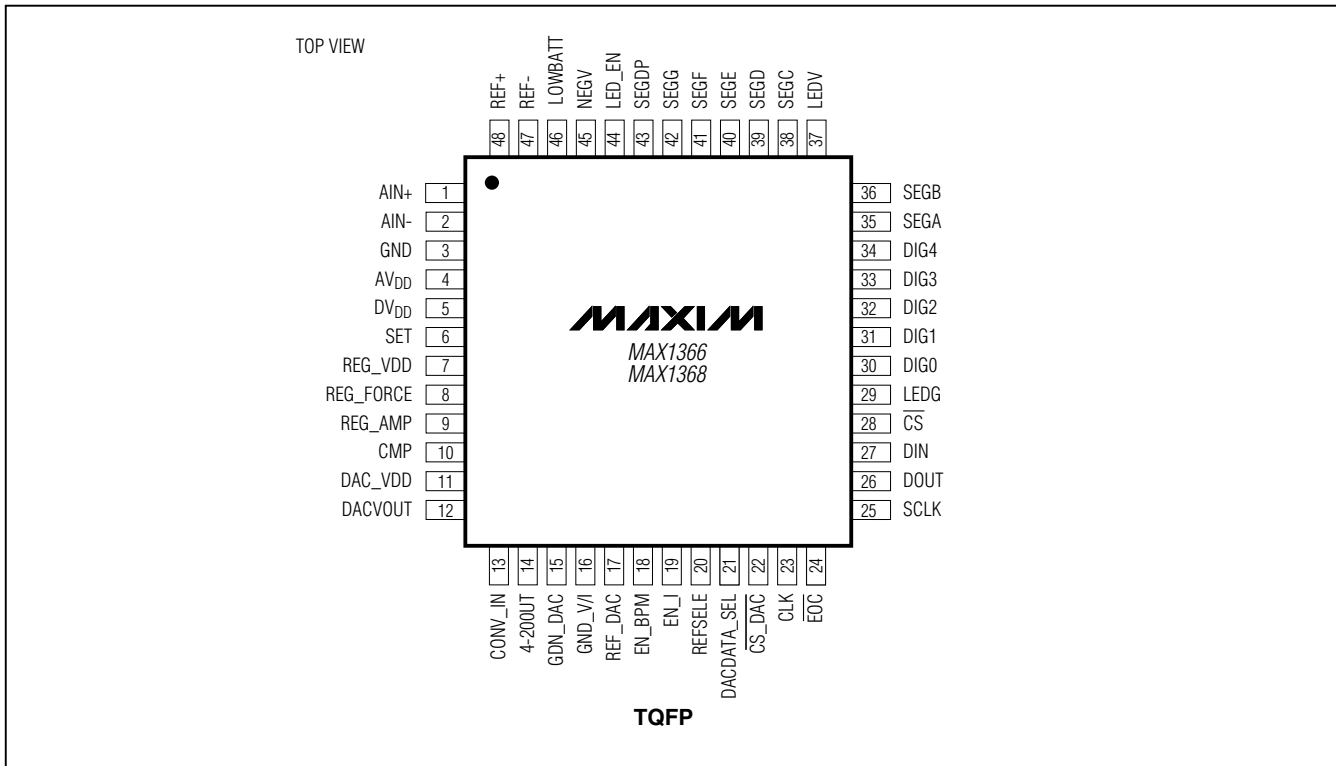 TOP VIEW
REF+
REF-
LOWBATT
NEGV
LED_EN
SEGDP
SEGG
SEGF
SEGE
SEGD
SEGC
LEDV
48
47
46
45
44
43
42
41
40
39
38
37
AIN+ 1
AIN- 2
GND 3
AVDD 4
DVDD 5
SET 6
REG_VDD 7
REG_FORCE 8
REG_AMP 9
CMP 10
DAC_VDD 11
DACVOUT 12
MAXIM
MAX1366
MAX1368
36 SEGB
35 SEGA
34 DIG4
33 DIG3
32 DIG2
31 DIG1
30 DIG0
29 LEDG
28 C̅S̅
27 DIN
26 DOUT
25 SCLK
13
14
15
16
17
18
19
20
21
22
23
24
CONV_IN
4-200UT
GDN_DAC
GND_V/I
REF_DAC
EN_BPM
EN_I
REFSELE
DACDATA_SEL
C̅S̅_̅D̅A̅C̅
CLK
E̅O̅C̅
TQFP